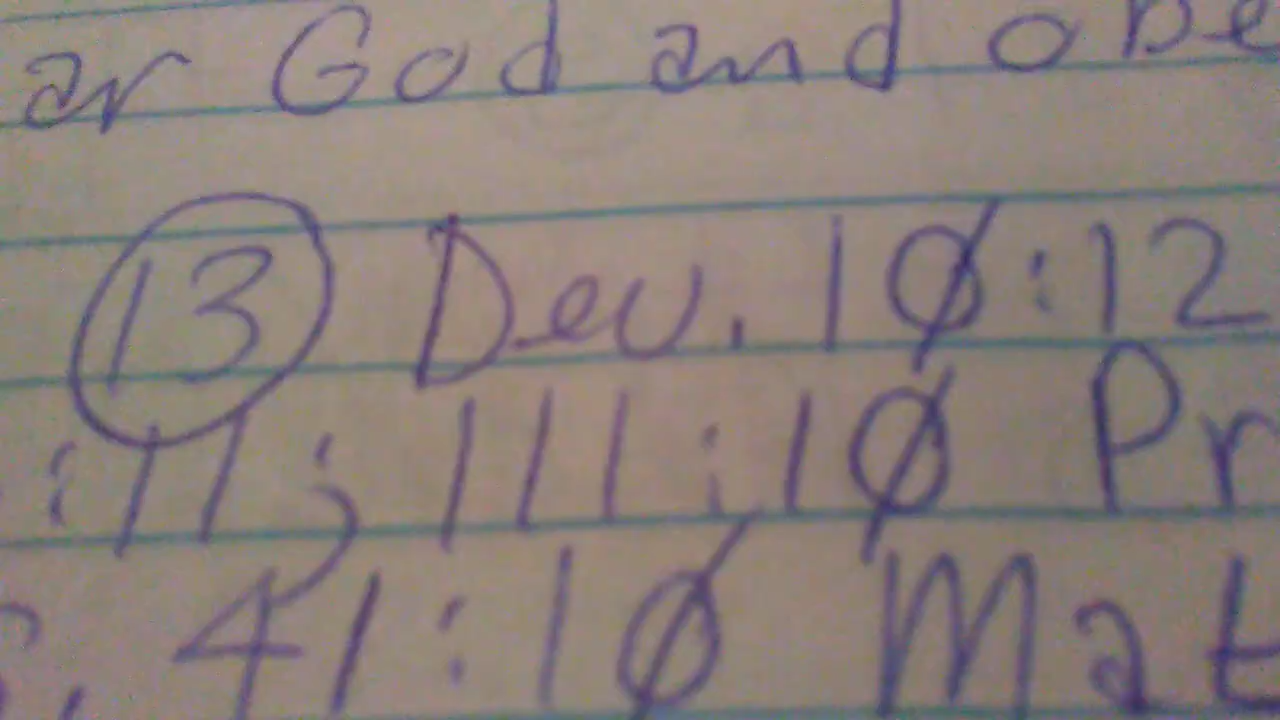 ar God and obe
13 Deu. 10:12
:11; 111:10 Pr
. 41:10 Mat